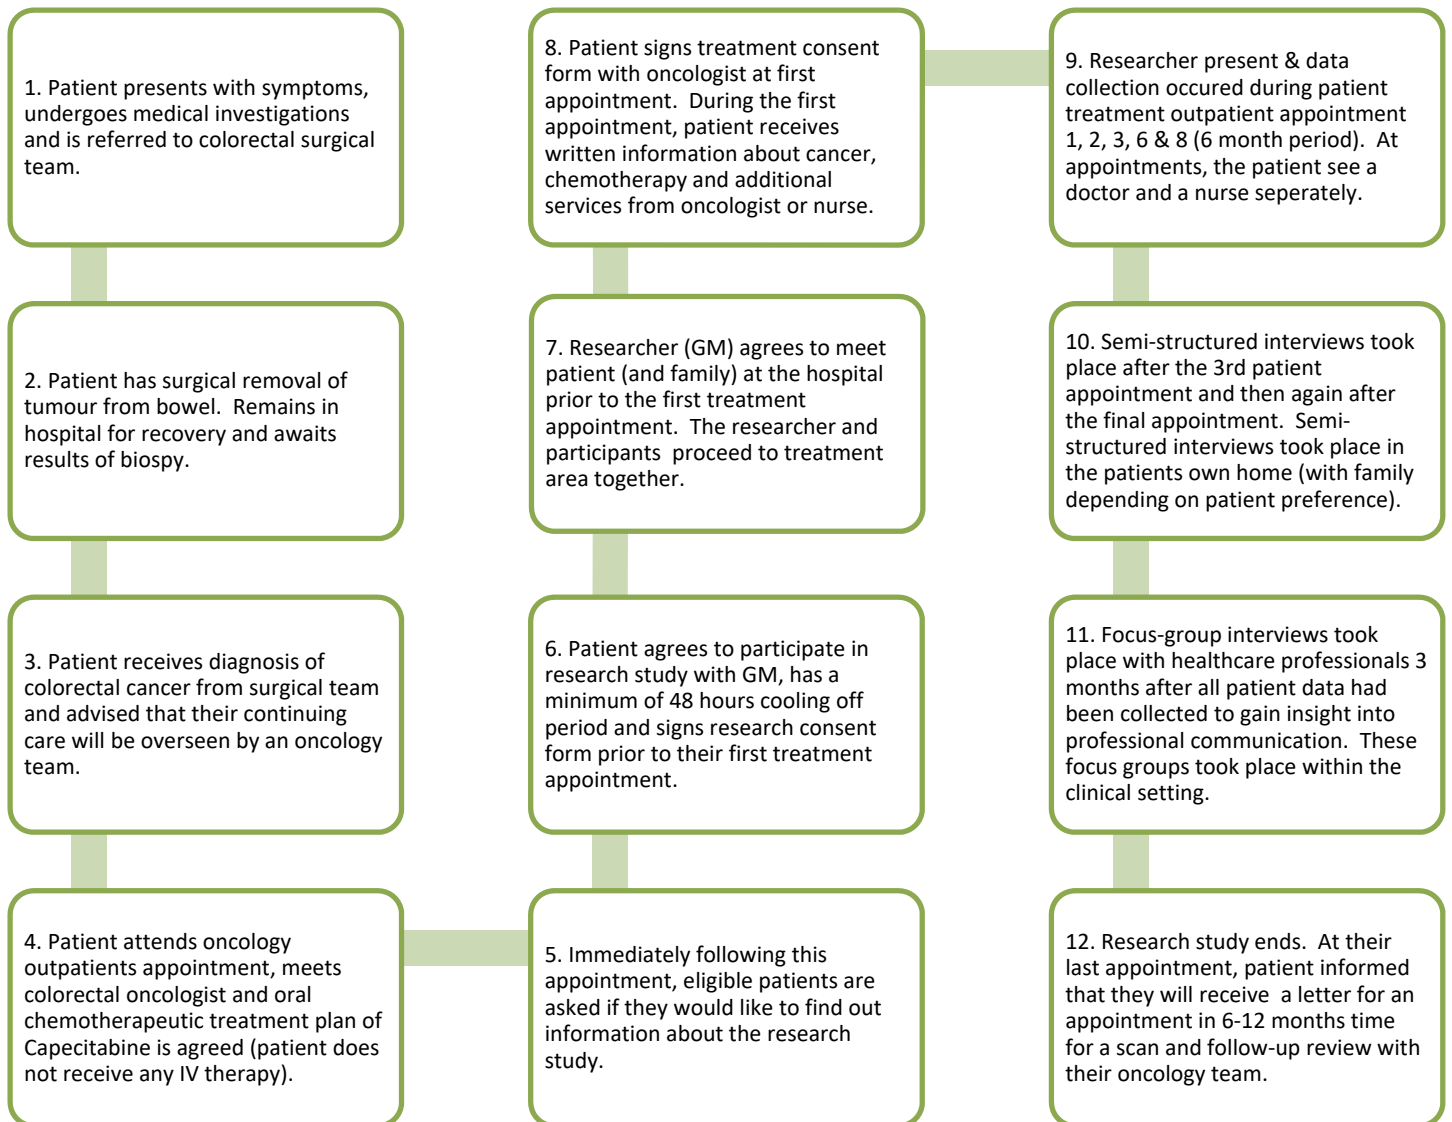 1. Patient presents with symptoms,
undergoes medical investigations
and is referred to colorectal surgical
team.
2. Patient has surgical removal of
tumour from bowel.  Remains in
hospital for recovery and awaits
results of biospy.
3. Patient receives diagnosis of
colorectal cancer from surgical team
and advised that their continuing
care will be overseen by an oncology
team.
4. Patient attends oncology
outpatients appointment, meets
colorectal oncologist and oral
chemotherapeutic treatment plan of
Capecitabine is agreed (patient does
not receive any IV therapy).
5. Immediately following this
appointment, eligible patients are
asked if they would like to find out
information about the research
study.
6. Patient agrees to participate in
research study with GM, has a
minimum of 48 hours cooling off
period and signs research consent
form prior to their first treatment
appointment.
7. Researcher (GM) agrees to meet
patient (and family) at the hospital
prior to the first treatment
appointment.  The researcher and
participants  proceed to treatment
area together.
8. Patient signs treatment consent
form with oncologist at first
appointment.  During the first
appointment, patient receives
written information about cancer,
chemotherapy and additional
services from oncologist or nurse.
9. Researcher present & data
collection occured during patient
treatment outpatient appointment
1, 2, 3, 6 & 8 (6 month period).  At
appointments, the patient see a
doctor and a nurse seperately.
10. Semi-structured interviews took
place after the 3rd patient
appointment and then again after
the final appointment.  Semi-
structured interviews took place in
the patients own home (with family
depending on patient preference).
11. Focus-group interviews took
place with healthcare professionals 3
months after all patient data had
been collected to gain insight into
professional communication.  These
focus groups took place within the
clinical setting.
12. Research study ends.  At their
last appointment, patient informed
that they will receive  a letter for an
appointment in 6-12 months time
for a scan and follow-up review with
their oncology team.